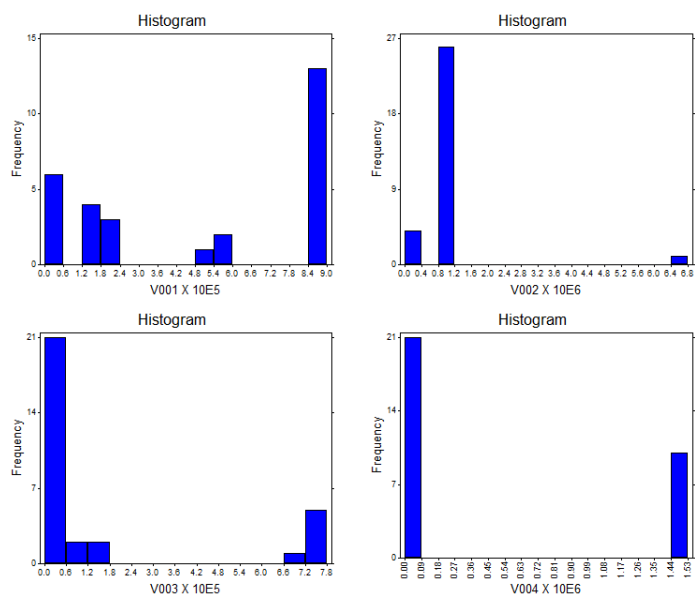 Histogram
15
10
5
0
Frequency
0.0 0.6 1.2 1.8 2.4 3.0 3.6 4.2 4.8 5.4 6.0 6.6 7.2 7.8 8.4 9.0
V001 X 10E5
Histogram
27
18
9
0
Frequency
0.0 0.4 0.8 1.2 1.6 2.0 2.4 2.8 3.2 3.6 4.0 4.4 4.8 5.2 5.6 6.0 6.4 6.8
V002 X 10E6
Histogram
21
14
7
0
Frequency
0.0 0.6 1.2 1.8 2.4 3.0 3.6 4.2 4.8 5.4 6.0 6.6 7.2 7.8
V003 X 10E5
Histogram
21
14
7
0
Frequency
0.00 0.09 0.18 0.27 0.36 0.45 0.54 0.63 0.72 0.81 0.90 0.99 1.08 1.17 1.26 1.35 1.44 1.53
V004 X 10E6